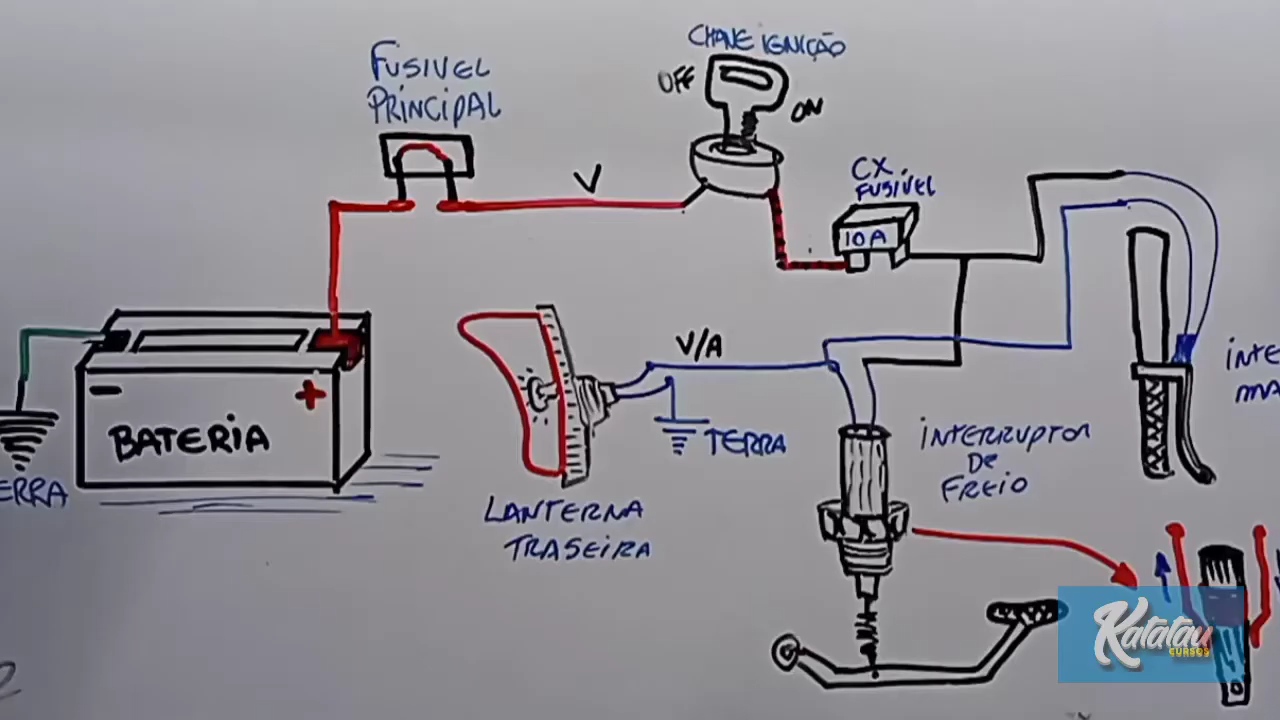 FUSIVEL
PRINCIPAL
CHAVE IGNIÇÃO
OFF
ON
V
CX.
FUSIVEL
10A
V/A
- +
BATERIA
TERRA
LANTERNA
TRASEIRA
INTERRUPTOR
DE
FREIO
Katatau
CURSOS